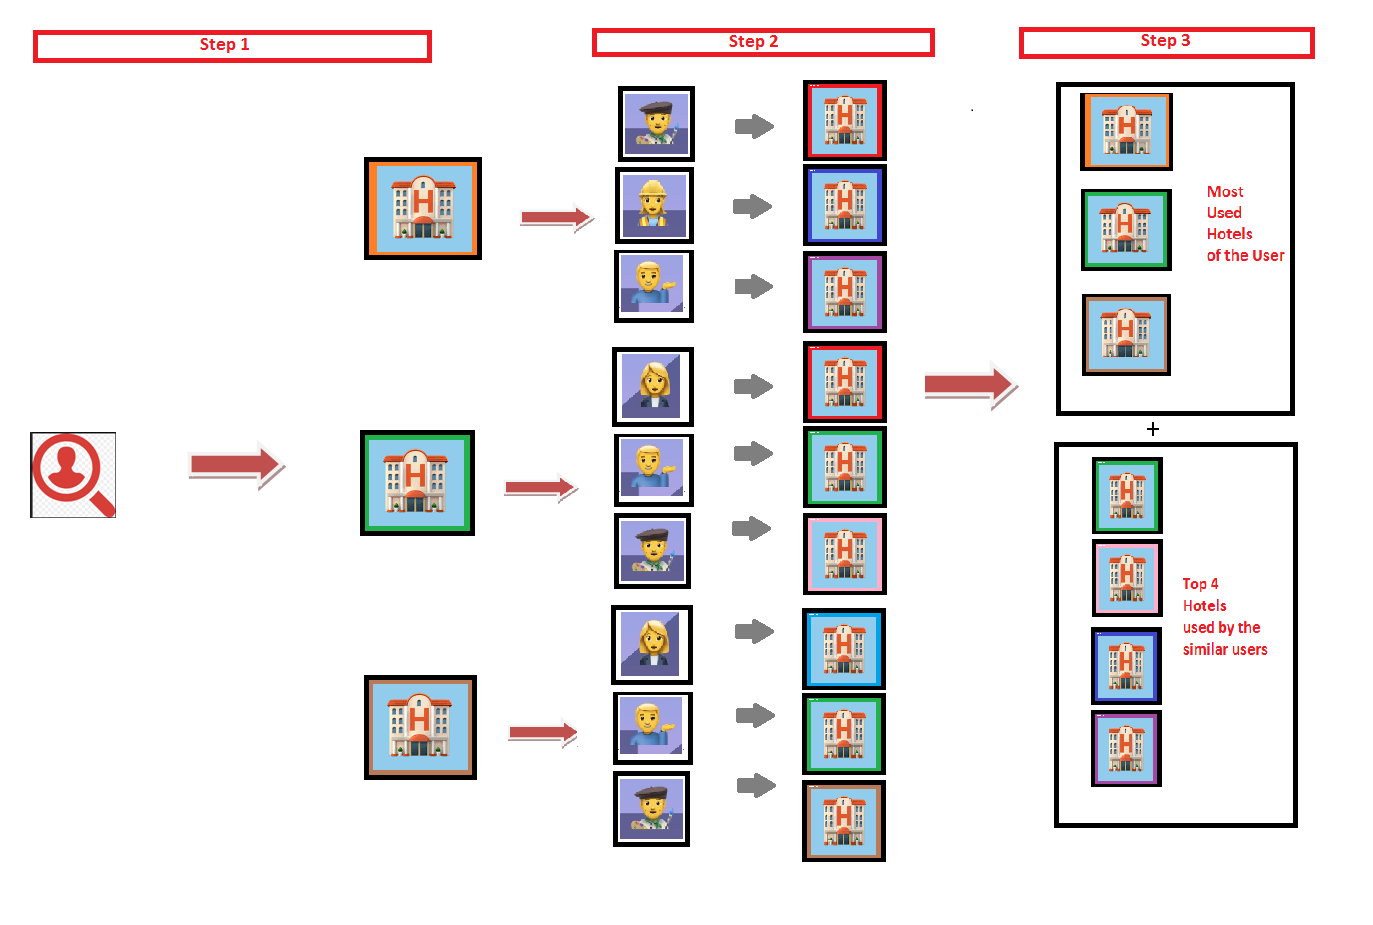 Step 1
Step 2
Step 3
Most
Used
Hotels
of the User
+
Top 4
Hotels
used by the
similar users